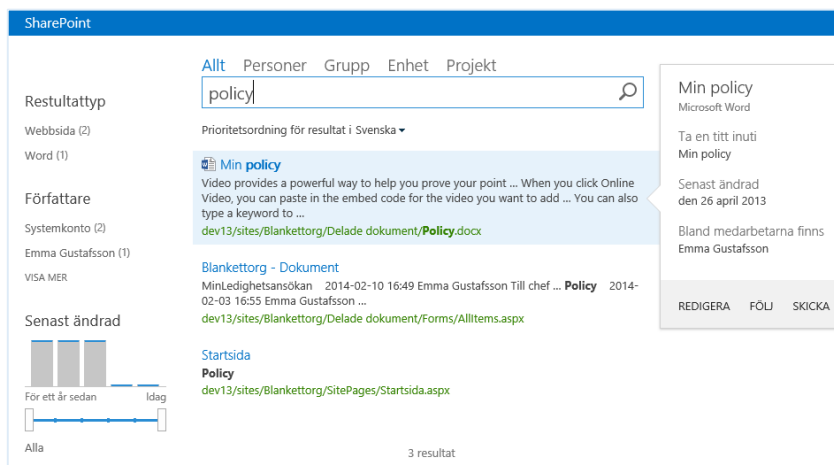 SharePoint
Allt Personer Grupp Enhet Projekt
policy
Prioritetsordning för resultat i Svenska
Restultattyp
Webbsida (2)
Word (1)
Författare
Systemkonto (2)
Emma Gustafsson (1)
VISA MER
Senast ändrad
För ett år sedan Idag
Alla
Min policy
Video provides a powerful way to help you prove your point ... When you click Online
Video, you can paste in the embed code for the video you want to add ... You can also
type a keyword to ...
dev13/sites/Blankettorg/Delade dokument/Policy.docx
Blankettorg - Dokument
MinLedighetsansökan 2014-02-10 16:49 Emma Gustafsson Till chef ... Policy 2014-
02-03 16:55 Emma Gustafsson ...
dev13/sites/Blankettorg/Delade dokument/Forms/AllItems.aspx
Startsida
Policy
dev13/sites/Blankettorg/SitePages/Startsida.aspx
3 resultat
Min policy
Microsoft Word
Ta en titt inuti
Min policy
Senast ändrad
den 26 april 2013
Bland medarbetarna finns
Emma Gustafsson
REDIGERA FÖLJ SKICKA